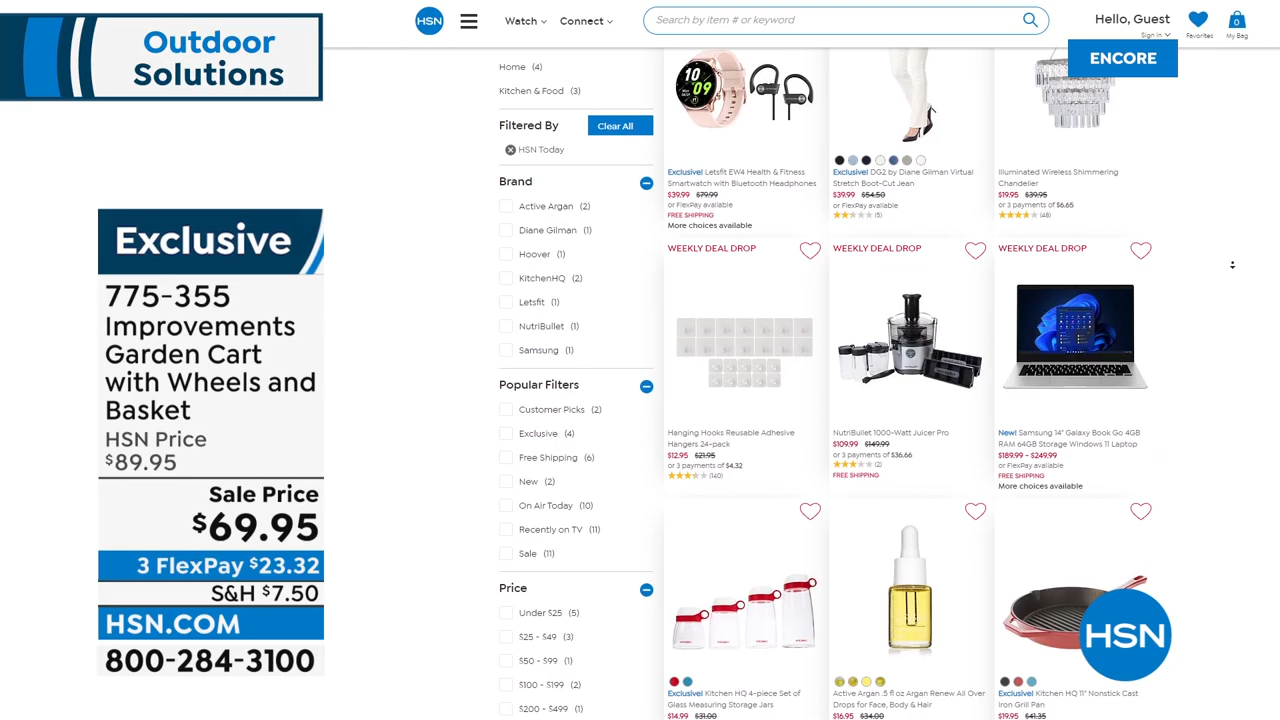 Outdoor
Solutions
Exclusive
775-355
Improvements
Garden Cart
with Wheels and
Basket
HSN Price
$89.95
Sale Price
$69.95
3 FlexPay $23.32
S&H $7.50
HSN.COM
800-284-3100
HSN
Watch
Connect
Search by item # or keyword
Hello, Guest
Sign in
Favorites
0
My Bag
ENCORE
Home (4)
Kitchen & Food (3)
Filtered By
Clear All
HSN Today
Brand
Active Argan (2)
Diane Gilman (1)
Hoover (1)
KitchenHQ (2)
Letsfit (1)
NutriBullet (1)
Samsung (1)
Popular Filters
Customer Picks (2)
Exclusive (4)
Free Shipping (6)
New (2)
On Air Today (10)
Recently on TV (11)
Sale (11)
Price
Under $25 (5)
$25 - $49 (3)
$50 - $99 (1)
$100 - $199 (2)
$200 - $499 (1)
10
09
Exclusive! Letsfit EW4 Health & Fitness
Smartwatch with Bluetooth Headphones
$39.99 $79.99
or FlexPay available
FREE SHIPPING
More choices available
Exclusive! DG2 by Diane Gilman Virtual
Stretch Boot-Cut Jean
$39.99 $54.50
or FlexPay available
(5)
Illuminated Wireless Shimmering
Chandelier
$19.95 $39.95
or 3 payments of $6.65
(48)
WEEKLY DEAL DROP
Hanging Hooks Reusable Adhesive
Hangers 24-pack
$12.95 $21.95
or 3 payments of $4.32
(140)
WEEKLY DEAL DROP
NutriBullet 1000-Watt Juicer Pro
$109.99 $149.99
or 3 payments of $36.66
(2)
FREE SHIPPING
WEEKLY DEAL DROP
New! Samsung 14" Galaxy Book Go 4GB
RAM 64GB Storage Windows 11 Laptop
$189.99 - $249.99
or FlexPay available
FREE SHIPPING
More choices available
Exclusive! Kitchen HQ 4-piece Set of
Glass Measuring Storage Jars
$14.99 $31.00
Active Argan .5 fl oz Argan Renew All Over
Drops for Face, Body & Hair
$16.95 $34.00
Exclusive! Kitchen HQ 11" Nonstick Cast
Iron Grill Pan
$19.95 $41.35
HSN